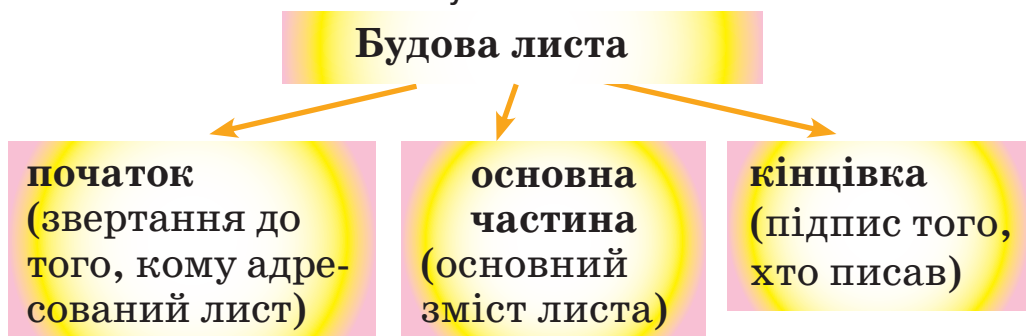 Будова листа
початок
(звертання до
того, кому адре-
сований лист)
основна
частина
(основний
зміст листа)
кінцівка
(підпис того,
хто писав)